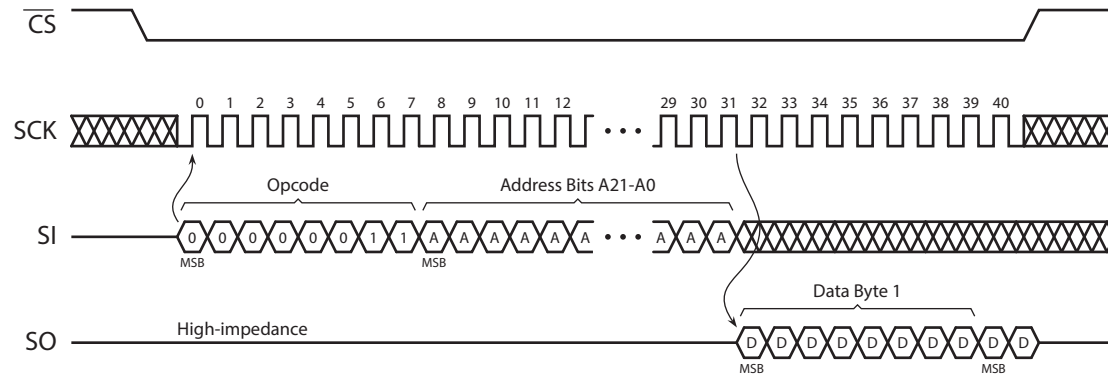 CS
0 1 2 3 4 5 6 7 8 9 10 11 12 29 30 31 32 33 34 35 36 37 38 39 40
SCK
Opcode Address Bits A21-A0
SI 0 0 0 0 0 0 1 1 A A A A A A A A A
MSB MSB
Data Byte 1
High-impedance
SO D D D D D D D D D D
MSB MSB